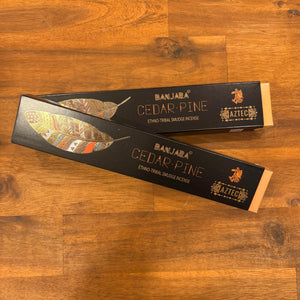 BANJARA®
CEDAR-PINE
ETHNO-TRIBAL SMUDGE INCENSE
AZTEC
BANJARA®
CEDAR-PINE
ETHNO-TRIBAL SMUDGE INCENSE
AZTEC